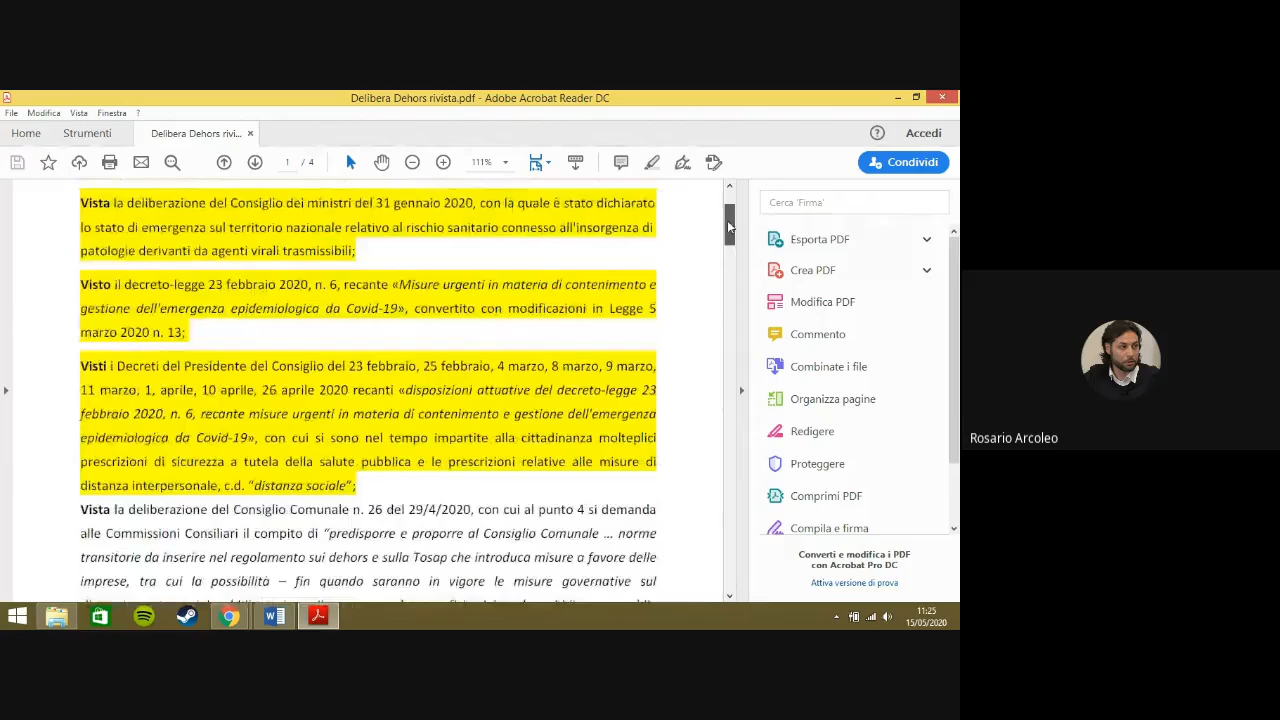 Delibera Dehors rivista.pdf - Adobe Acrobat Reader DC
File Modifica Vista Finestra ?
Home Strumenti Delibera Dehors rivi... × Accedi
1 / 4 111% Condividi
Vista la deliberazione del Consiglio dei ministri del 31 gennaio 2020, con la quale è stato dichiarato
lo stato di emergenza sul territorio nazionale relativo al rischio sanitario connesso all'insorgenza di
patologie derivanti da agenti virali trasmissibili;
Visto il decreto-legge 23 febbraio 2020, n. 6, recante «Misure urgenti in materia di contenimento e
gestione dell'emergenza epidemiologica da Covid-19», convertito con modificazioni in Legge 5
marzo 2020 n. 13;
Visti i Decreti del Presidente del Consiglio del 23 febbraio, 25 febbraio, 4 marzo, 8 marzo, 9 marzo,
11 marzo, 1, aprile, 10 aprile, 26 aprile 2020 recanti «disposizioni attuative del decreto-legge 23
febbraio 2020, n. 6, recante misure urgenti in materia di contenimento e gestione dell'emergenza
epidemiologica da Covid-19», con cui si sono nel tempo impartite alla cittadinanza molteplici
prescrizioni di sicurezza a tutela della salute pubblica e le prescrizioni relative alle misure di
distanza interpersonale, c.d. "distanza sociale";
Vista la deliberazione del Consiglio Comunale n. 26 del 29/4/2020, con cui al punto 4 si demanda
alle Commissioni Consiliari il compito di "predisporre e proporre al Consiglio Comunale ... norme
transitorie da inserire nel regolamento sui dehors e sulla Tosap che introduca misure a favore delle
imprese, tra cui la possibilità – fin quando saranno in vigore le misure governative sul
Cerca 'Firma'
Esporta PDF
Crea PDF
Modifica PDF
Commento
Combinate i file
Organizza pagine
Redigere
Proteggere
Comprimi PDF
Compila e firma
Converti e modifica i PDF
con Acrobat Pro DC
Attiva versione di prova
11:25
15/05/2020
Rosario Arcoleo